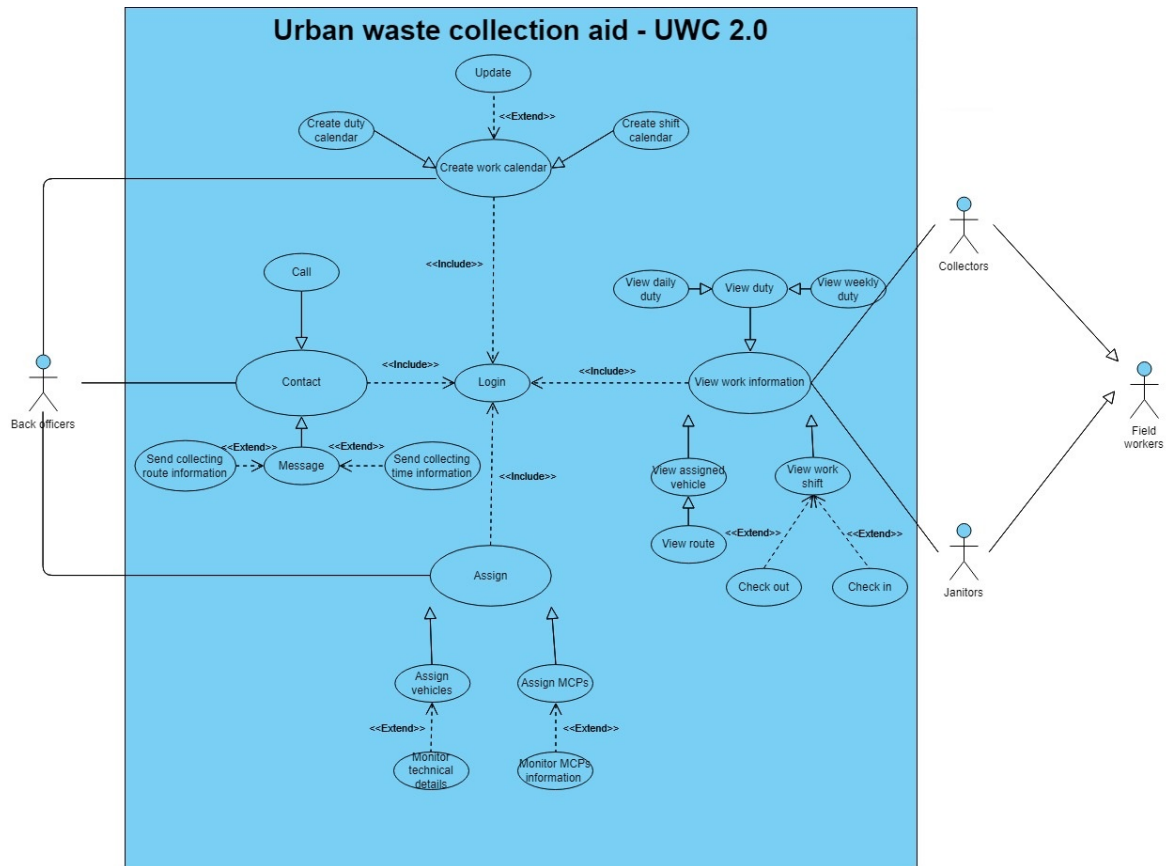 Urban waste collection aid - UWC 2.0
Update
<<Extend>>
Create duty
calendar
Create shift
calendar
Create work calendar
<<Include>>
Call
View daily
duty
View duty
View weekly
duty
Collectors
Back officers
Contact
<<Include>>
Login
<<Include>>
View work information
Field
workers
<<Extend>>
<<Extend>>
Send collecting
route information
Message
Send collecting
time information
<<Include>>
View assigned
vehicle
View work
shift
View route
<<Extend>>
<<Extend>>
Assign
Check out
Check in
Janitors
Assign
vehicles
Assign MCPs
<<Extend>>
<<Extend>>
Monitor
technical
details
Monitor MCPs
information